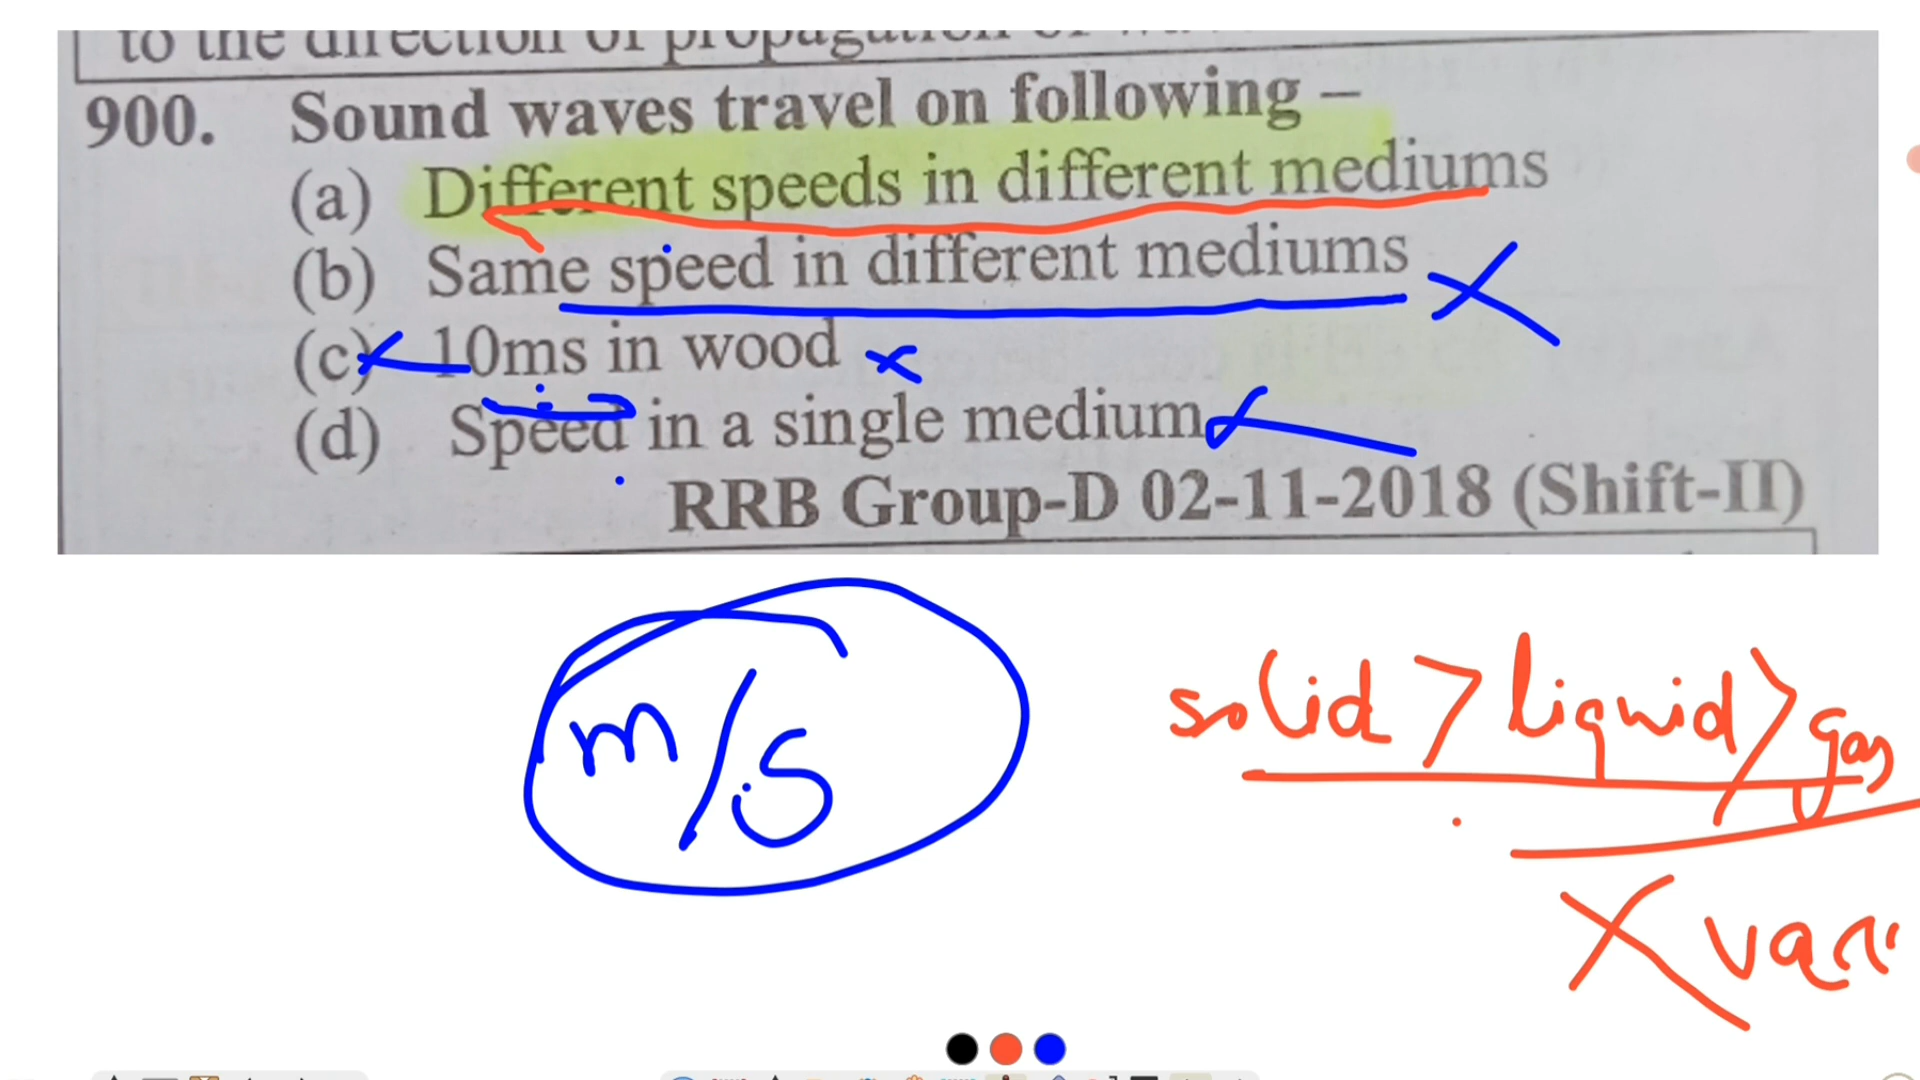 900. Sound waves travel on following –
(a) Different speeds in different mediums
(b) Same speed in different mediums
(c) 10ms in wood
(d) Speed in a single medium
RRB Group-D 02-11-2018 (Shift-II)
m/s
solid > liquid > gas